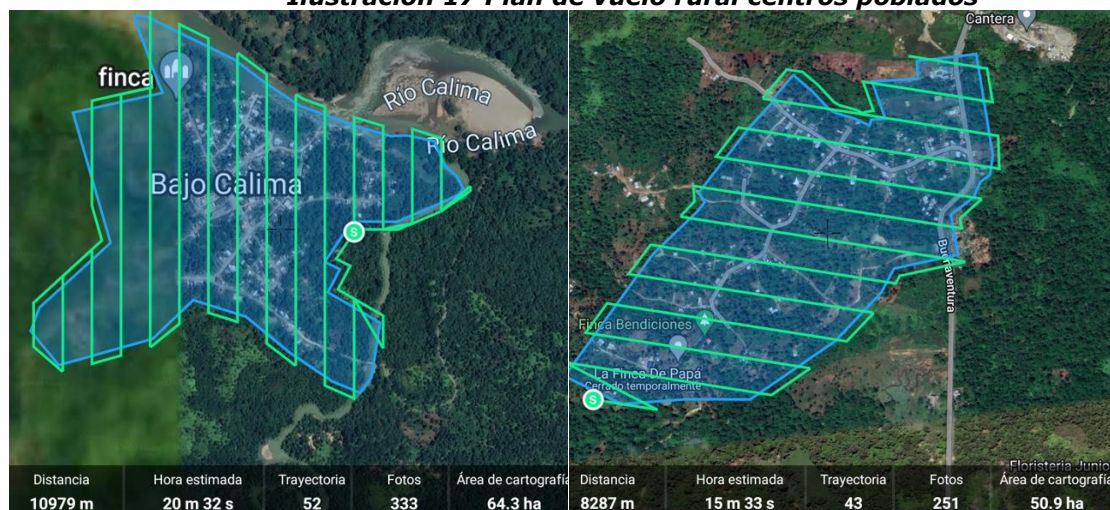 Ilustración 17 Plan de vuelo rural centros poblados
finca
Río Calima
Río Calima
Bajo Calima
S
Distancia Hora estimada Trayectoria Fotos Área de cartografía
10979 m 20 m 32 s 52 333 64.3 ha
Cantera
Buenaventura
Finca Bendiciones
La Finca De Papá
Cerrado temporalmente
S
Floristeria Junio
Distancia Hora estimada Trayectoria Fotos Área de cartografía
8287 m 15 m 33 s 43 251 50.9 ha